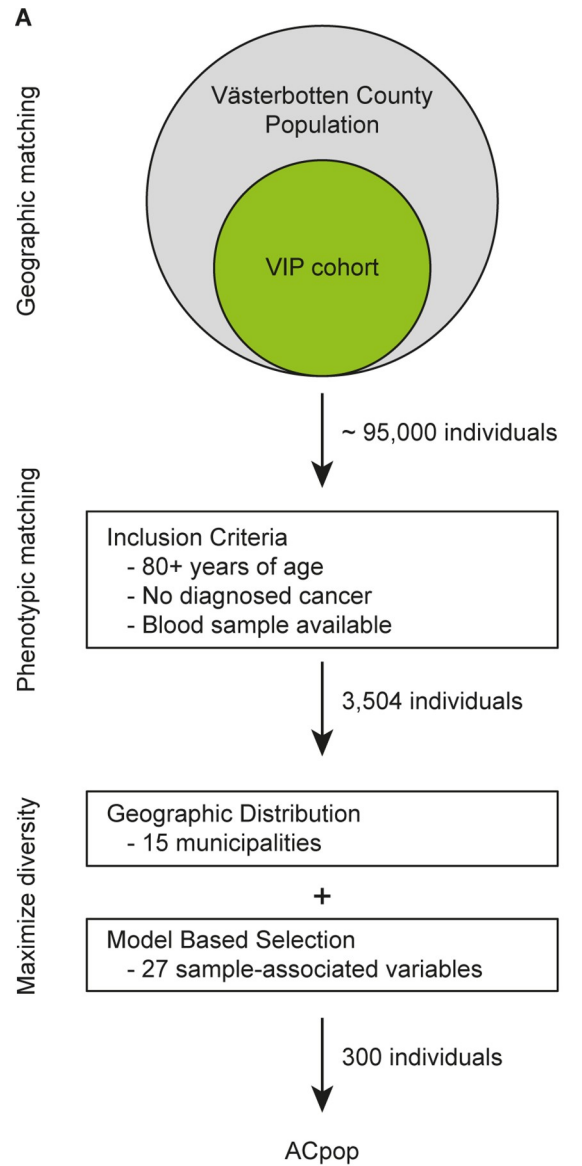 A
Geographic matching
Västerbotten County
Population
VIP cohort
~ 95,000 individuals
Phenotypic matching
Inclusion Criteria
- 80+ years of age
- No diagnosed cancer
- Blood sample available
3,504 individuals
Maximize diversity
Geographic Distribution
- 15 municipalities
+
Model Based Selection
- 27 sample-associated variables
300 individuals
ACpop